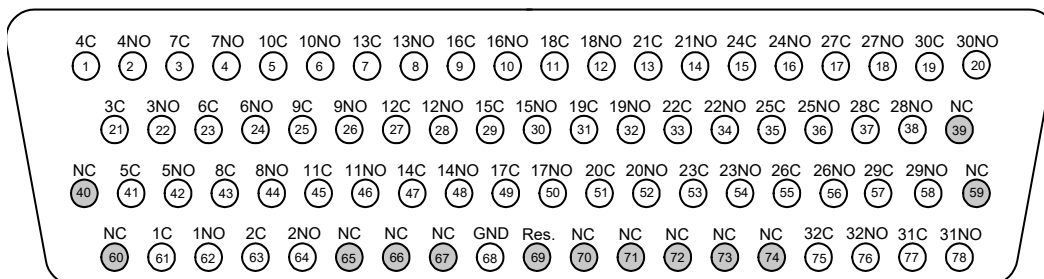 4C 4NO 7C 7NO 10C 10NO 13C 13NO 16C 16NO 18C 18NO 21C 21NO 24C 24NO 27C 27NO 30C 30NO
1 2 3 4 5 6 7 8 9 10 11 12 13 14 15 16 17 18 19 20
3C 3NO 6C 6NO 9C 9NO 12C 12NO 15C 15NO 19C 19NO 22C 22NO 25C 25NO 28C 28NO NC
21 22 23 24 25 26 27 28 29 30 31 32 33 34 35 36 37 38 39
NC 5C 5NO 8C 8NO 11C 11NO 14C 14NO 17C 17NO 20C 20NO 23C 23NO 26C 26NO 29C 29NO NC
40 41 42 43 44 45 46 47 48 49 50 51 52 53 54 55 56 57 58 59
NC 1C 1NO 2C 2NO NC NC NC GND Res. NC NC NC NC NC 32C 32NO 31C 31NO
60 61 62 63 64 65 66 67 68 69 70 71 72 73 74 75 76 77 78